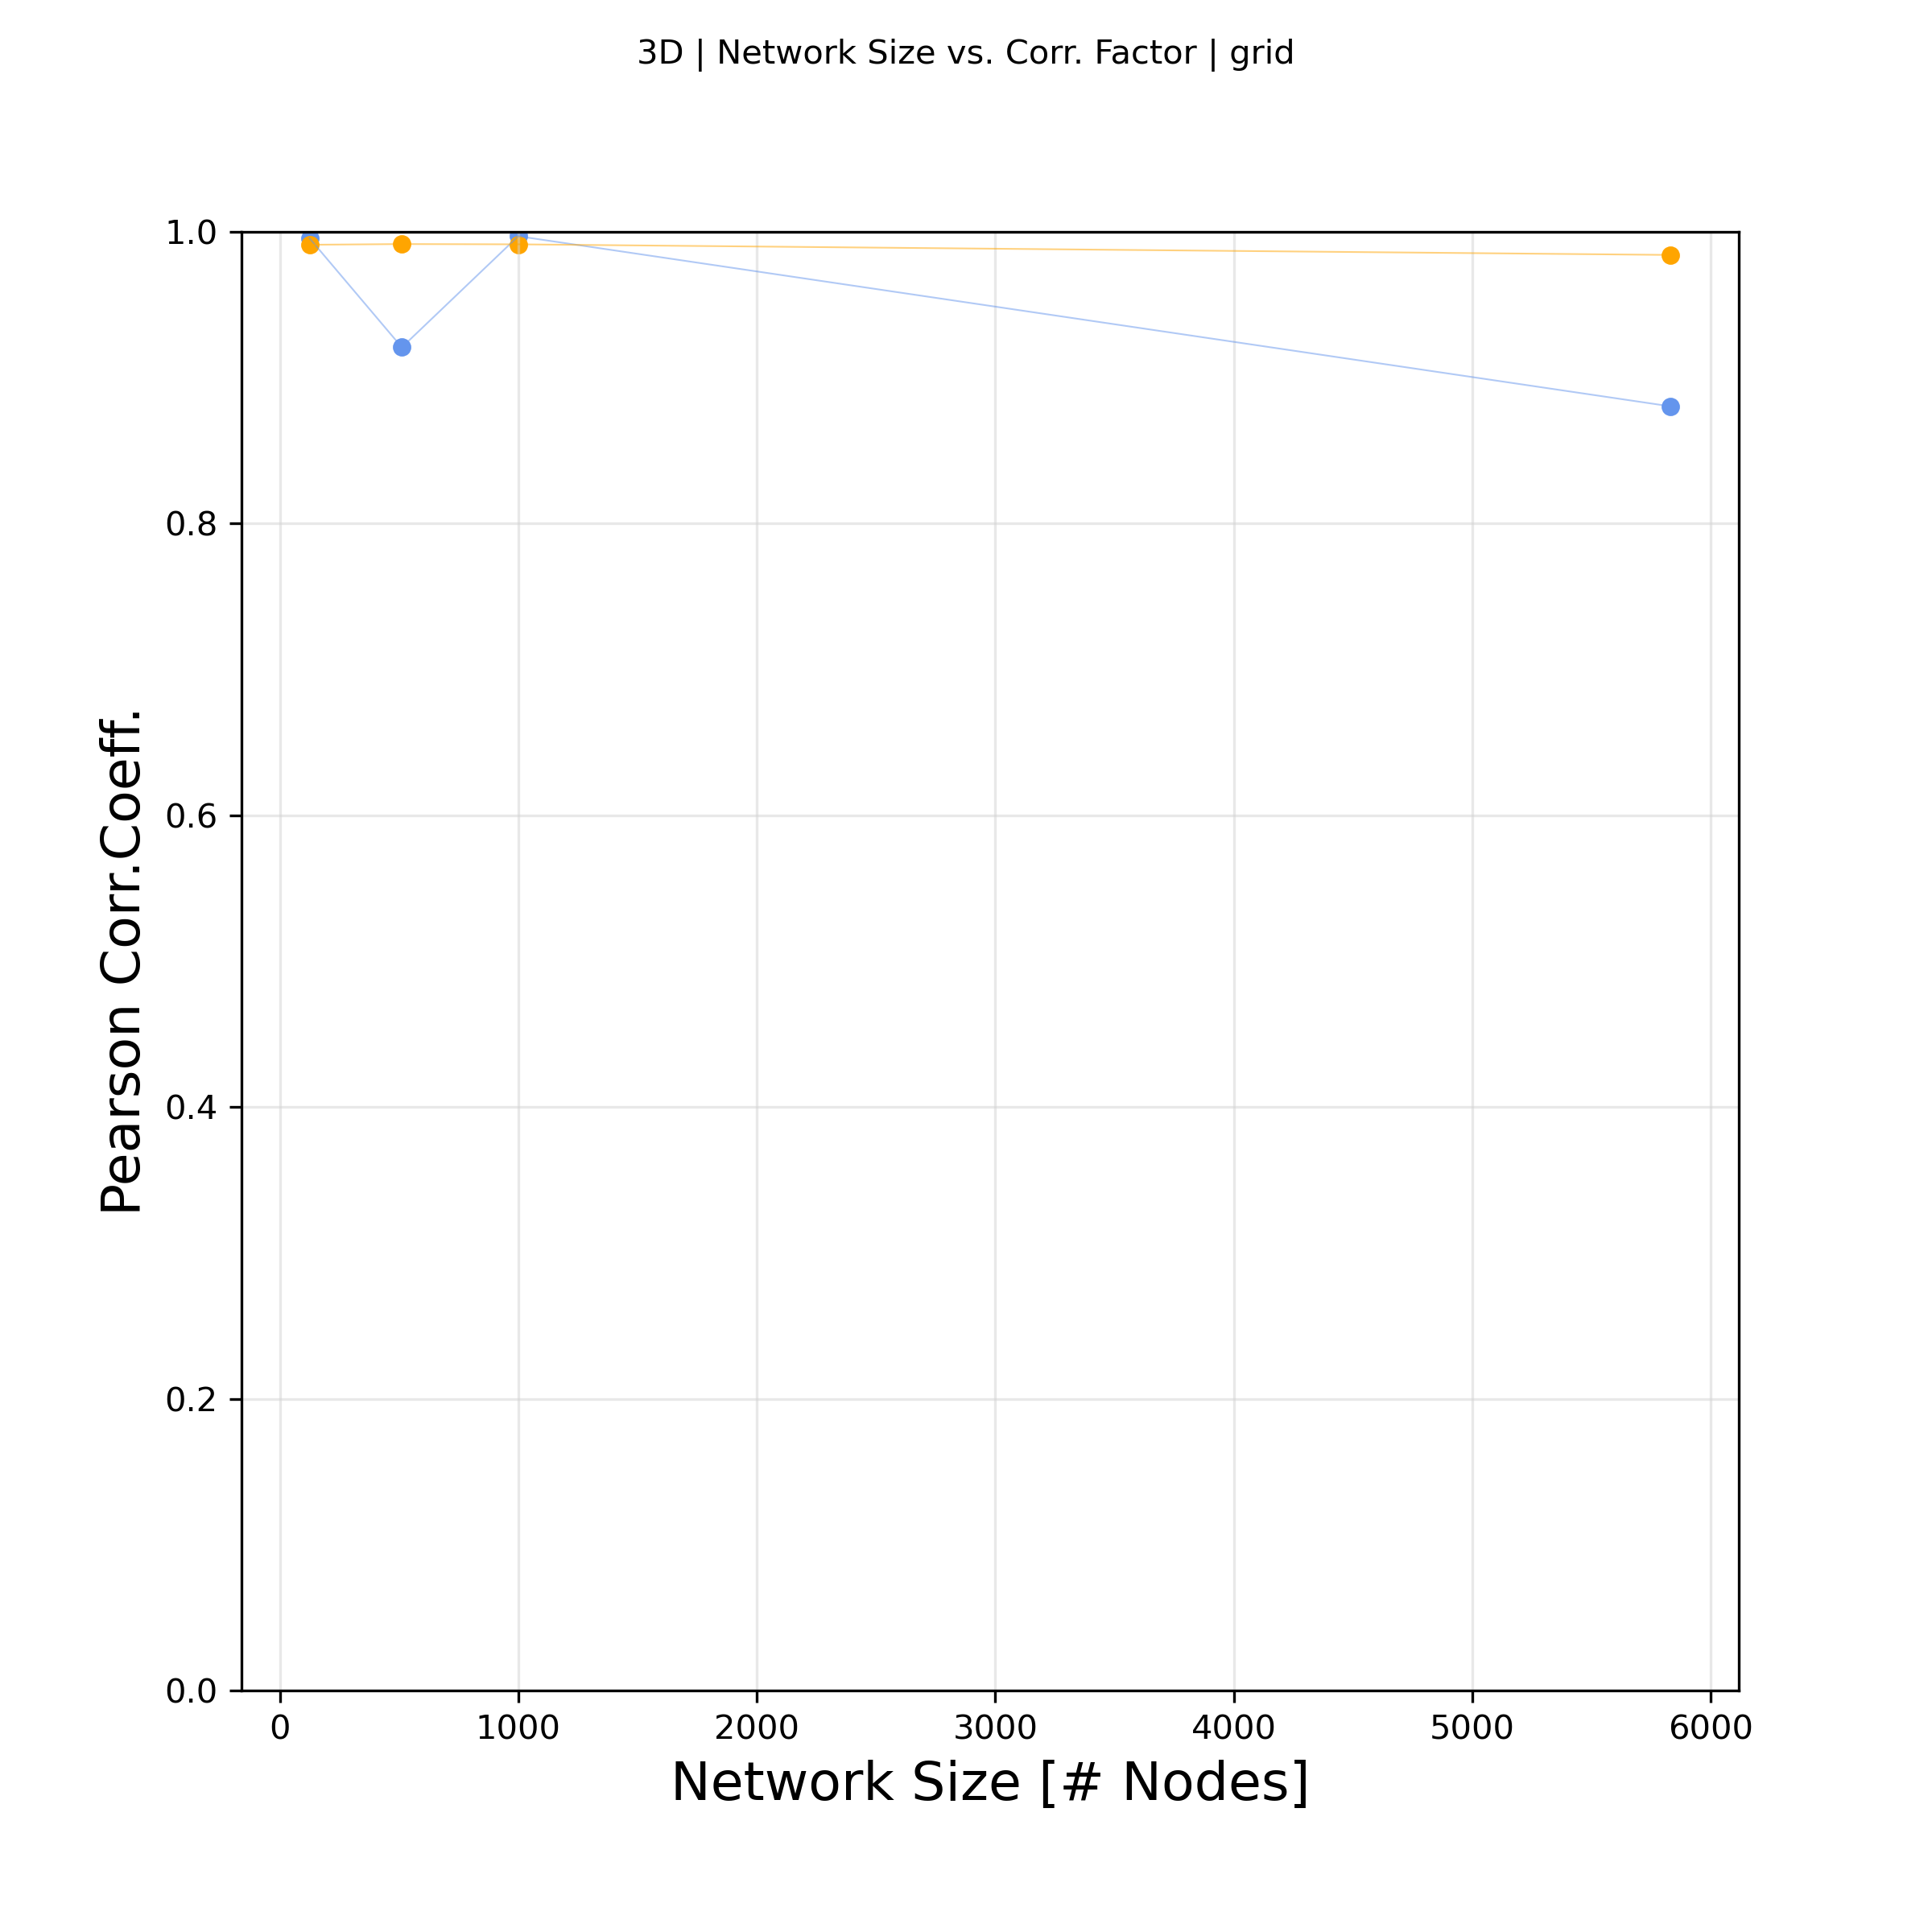 3D | Network Size vs. Corr. Factor | grid
1.0
0.8
0.6
0.4
0.2
0.0
Pearson Corr.Coeff.
0 1000 2000 3000 4000 5000 6000
Network Size [# Nodes]